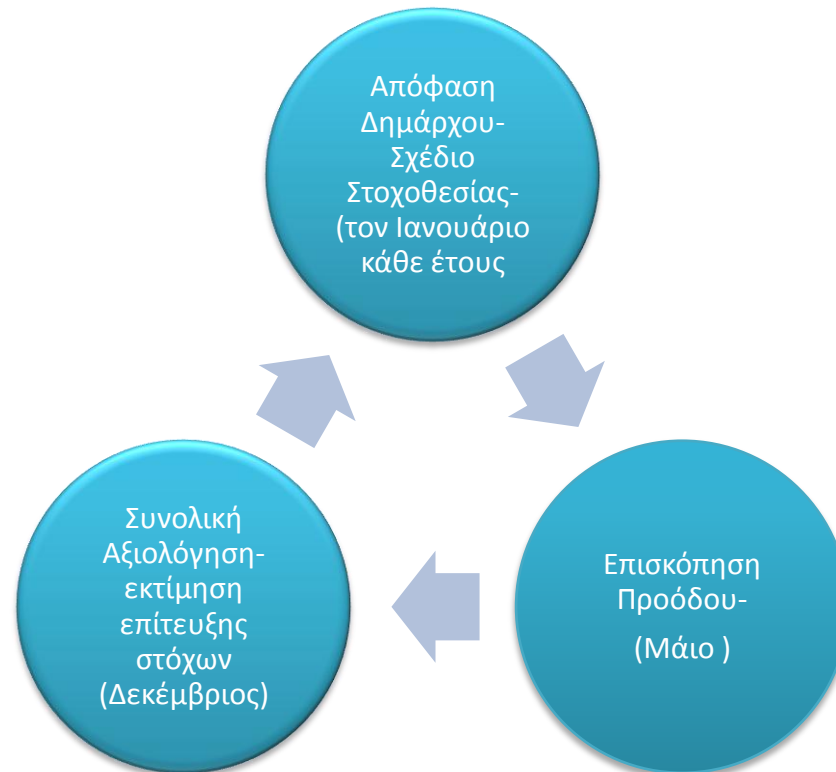 Απόφαση
Δημάρχου-
Σχέδιο
Στοχοθεσίας-
(τον Ιανουάριο
κάθε έτους
Επισκόπηση
Προόδου-
(Μάιο )
Συνολική
Αξιολόγηση-
εκτίμηση
επίτευξης
στόχων
(Δεκέμβριος)